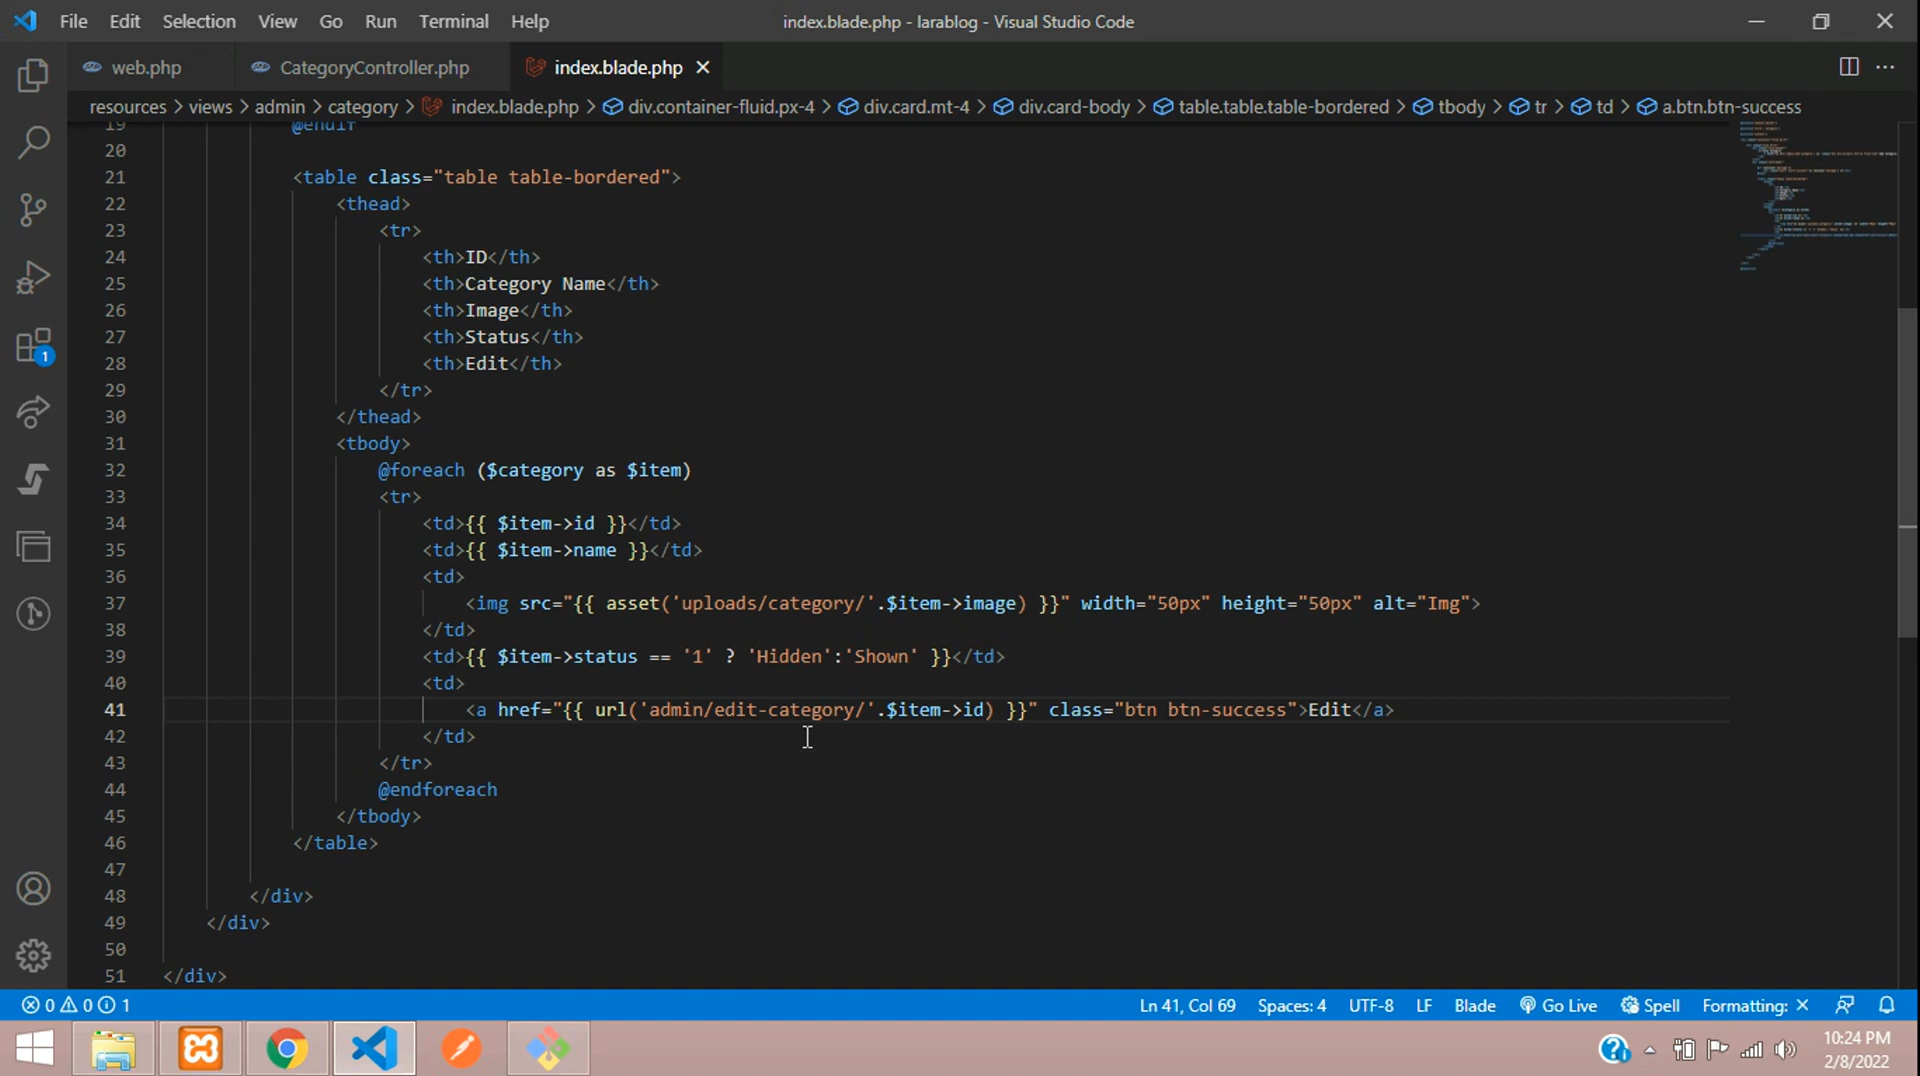 File Edit Selection View Go Run Terminal Help index.blade.php - larablog - Visual Studio Code
web.php CategoryController.php index.blade.php
resources > views > admin > category > index.blade.php > div.container-fluid.px-4 > div.card.mt-4 > div.card-body > table.table.table-bordered > tbody > tr > td > a.btn.btn-success
19 @endif
20
21 <table class="table table-bordered">
22 <thead>
23 <tr>
24 <th>ID</th>
25 <th>Category Name</th>
26 <th>Image</th>
27 <th>Status</th>
28 <th>Edit</th>
29 </tr>
30 </thead>
31 <tbody>
32 @foreach ($category as $item)
33 <tr>
34 <td>{{ $item->id }}</td>
35 <td>{{ $item->name }}</td>
36 <td>
37 <img src="{{ asset('uploads/category/'.$item->image) }}" width="50px" height="50px" alt="Img">
38 </td>
39 <td>{{ $item->status == '1' ? 'Hidden':'Shown' }}</td>
40 <td>
41 <a href="{{ url('admin/edit-category/'.$item->id) }}" class="btn btn-success">Edit</a>
42 </td>
43 </tr>
44 @endforeach
45 </tbody>
46 </table>
47
48 </div>
49 </div>
50
51 </div>
1
0 0 1 Ln 41, Col 69 Spaces: 4 UTF-8 LF Blade Go Live Spell Formatting: ×
10:24 PM
2/8/2022